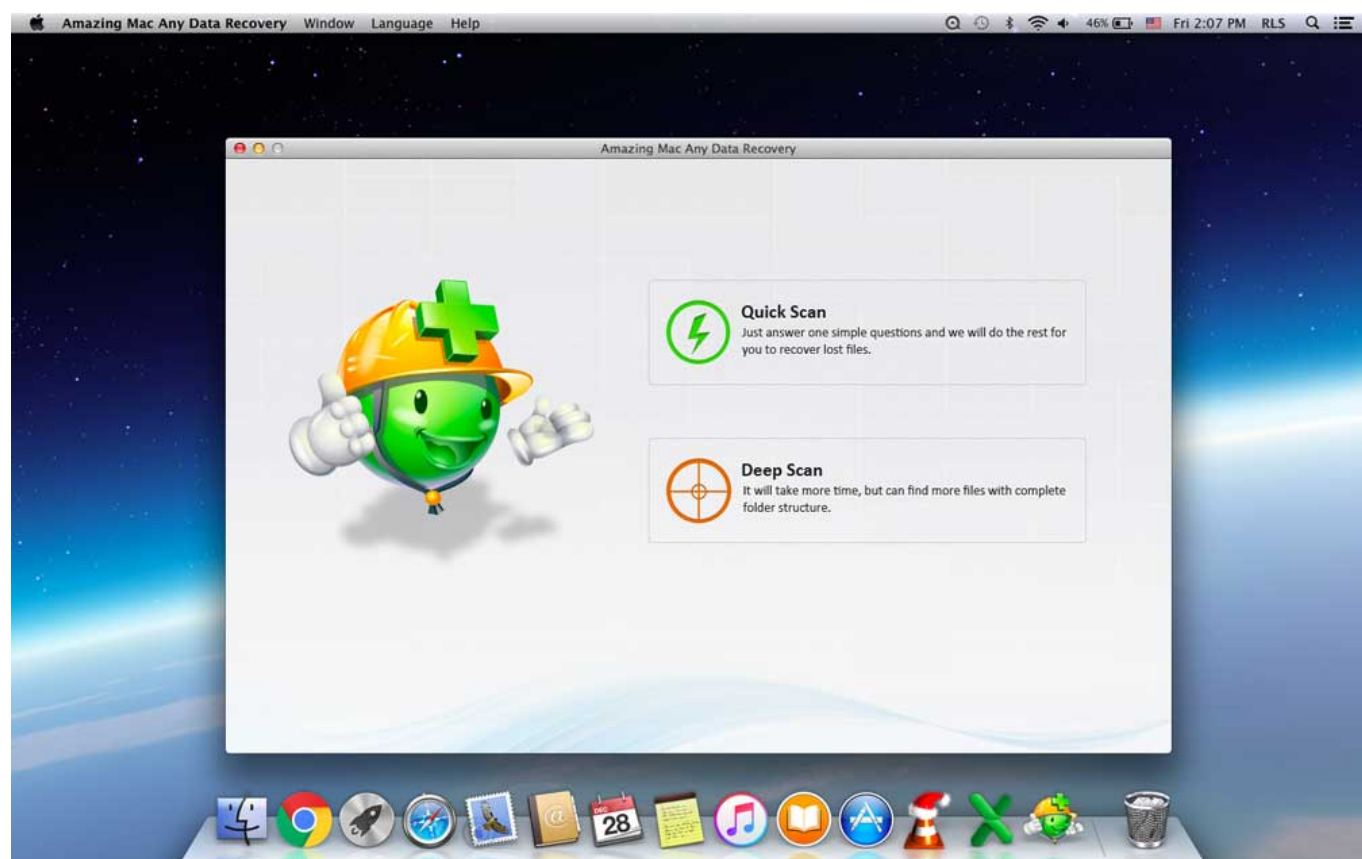 Amazing Mac Any Data Recovery Window Language Help 46% Fri 2:07 PM RLS
Amazing Mac Any Data Recovery
Quick Scan
Just answer one simple questions and we will do the rest for
you to recover lost files.
Deep Scan
It will take more time, but can find more files with complete
folder structure.
DEC
28